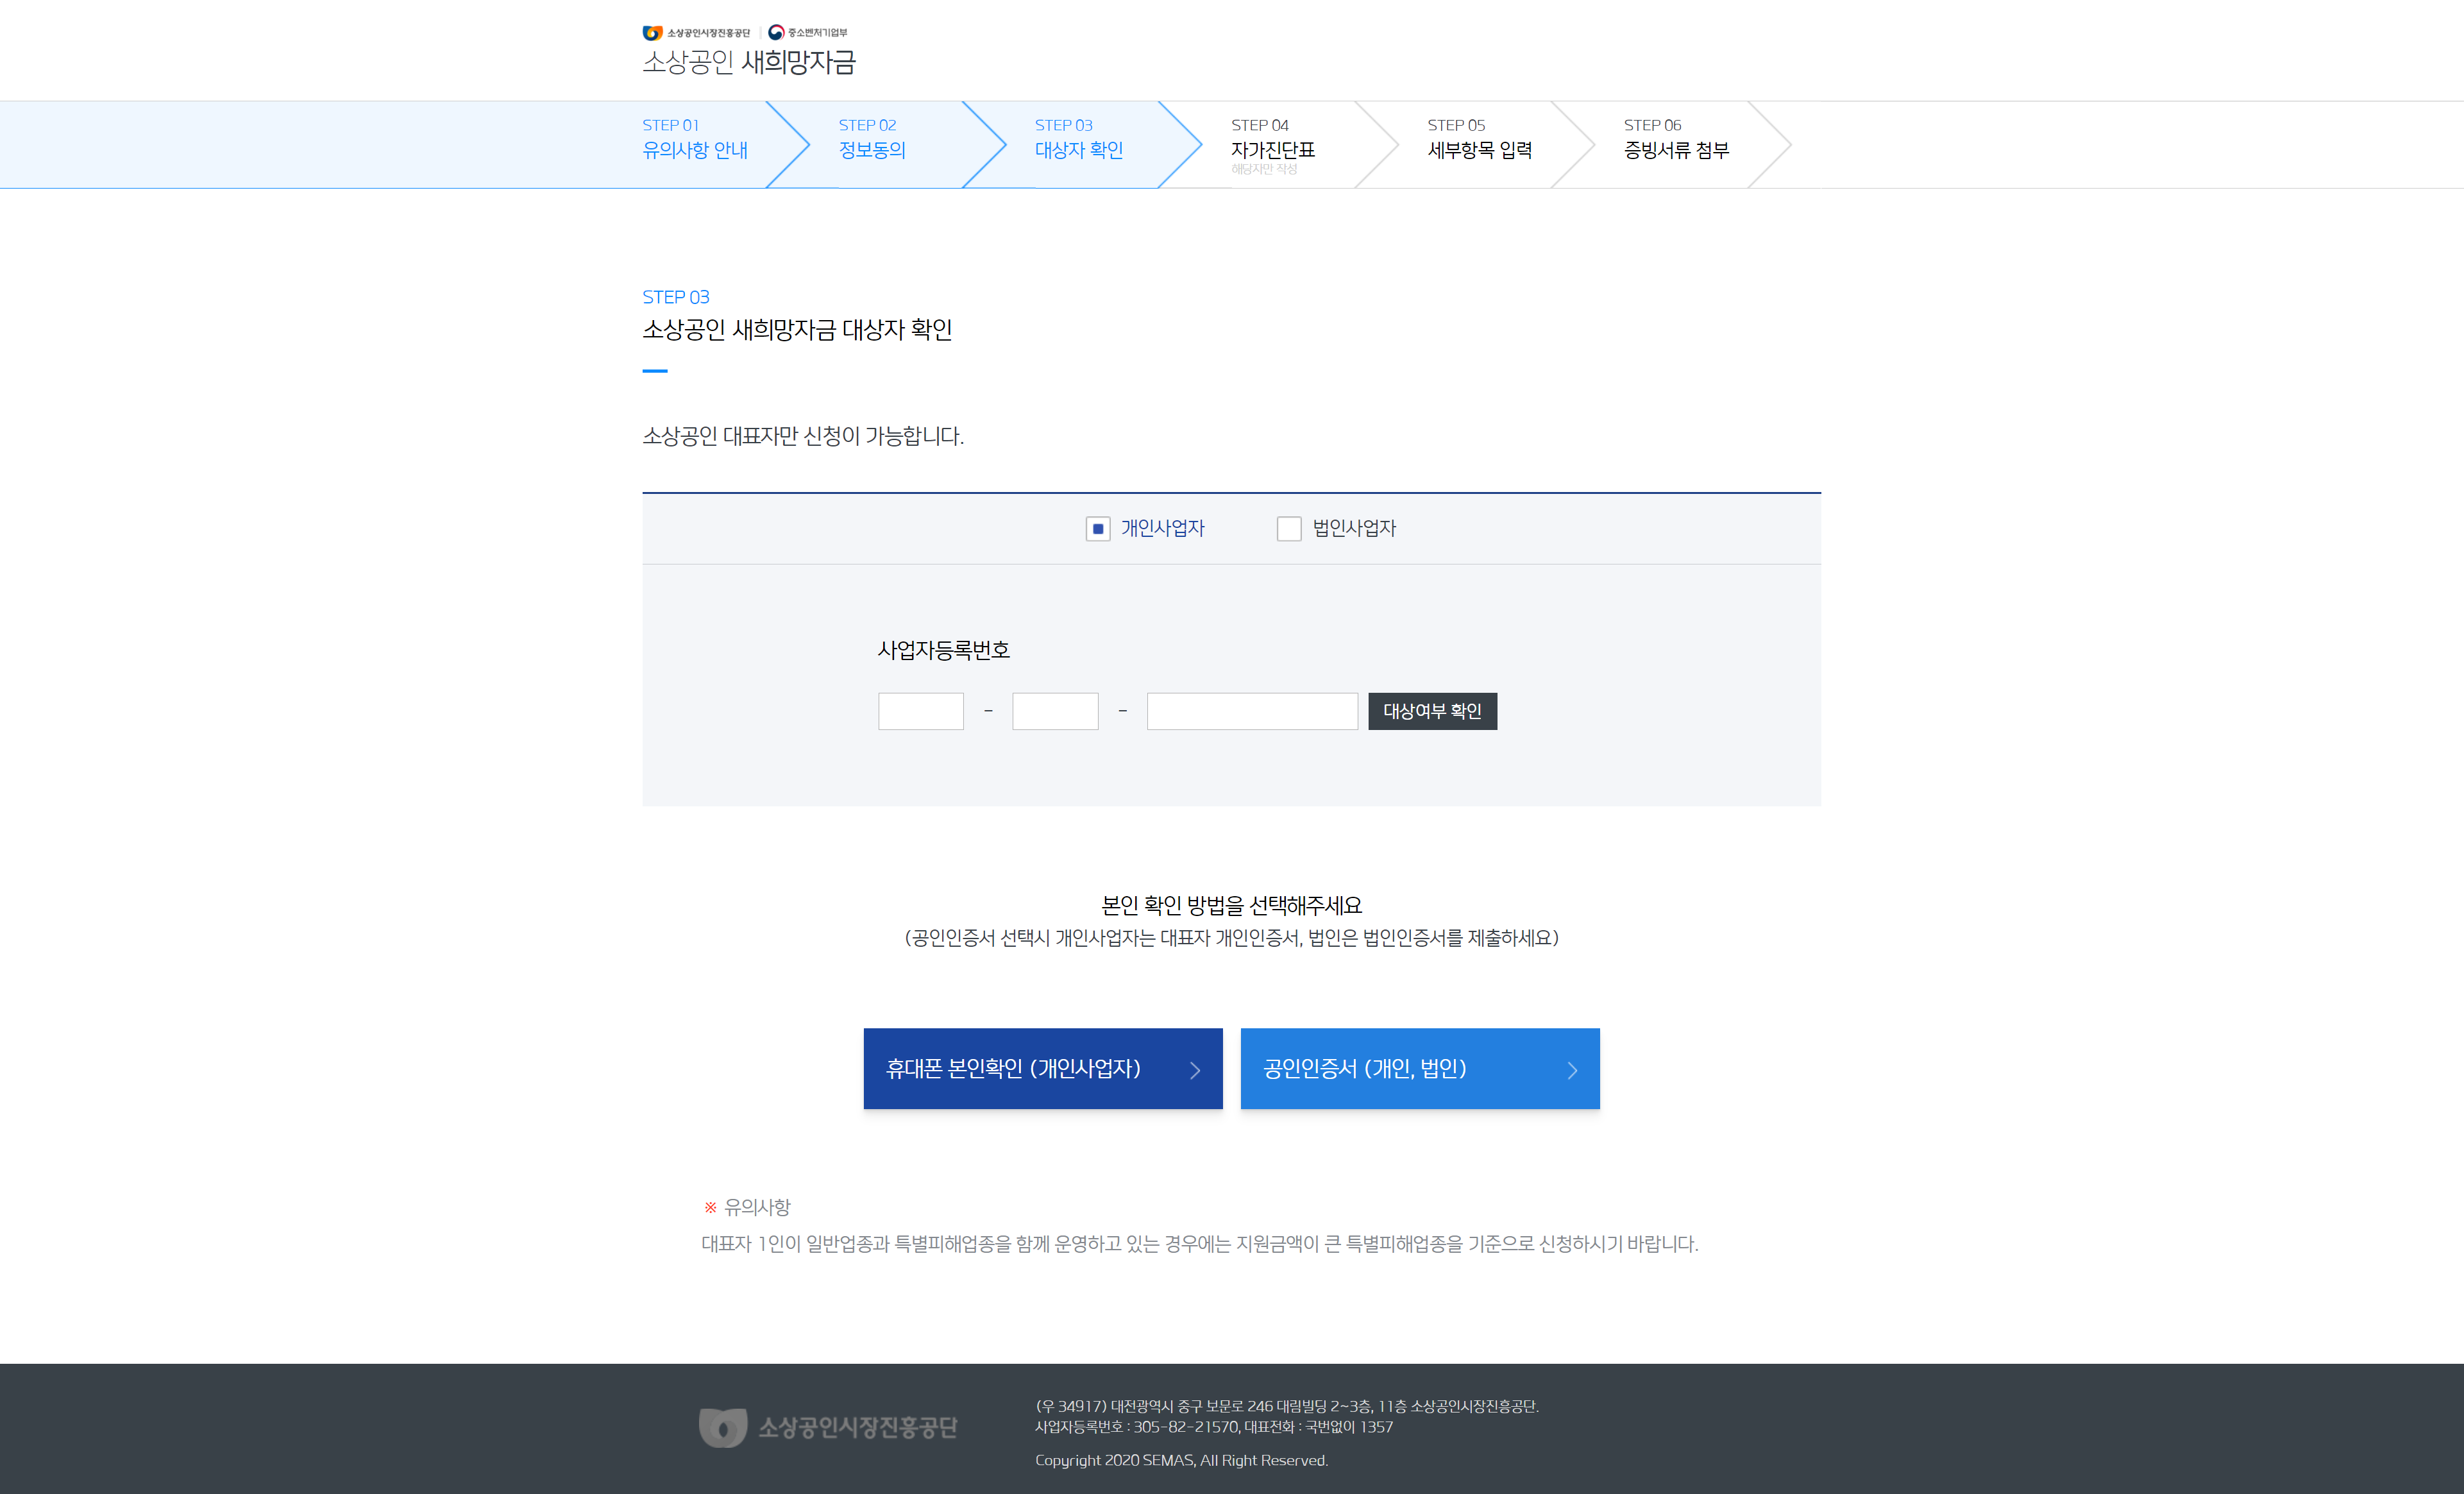 소상공인시장진흥공단 중소벤처기업부
소상공인 새희망자금
STEP 01
유의사항 안내
STEP 02
정보동의
STEP 03
대상자 확인
STEP 04
자가진단표
해당자만 작성
STEP 05
세부항목 입력
STEP 06
증빙서류 첨부
STEP 03
소상공인 새희망자금 대상자 확인
소상공인 대표자만 신청이 가능합니다.
개인사업자 법인사업자
사업자등록번호
- - 대상여부 확인
본인 확인 방법을 선택해주세요
(공인인증서 선택시 개인사업자는 대표자 개인인증서, 법인은 법인인증서를 제출하세요)
휴대폰 본인확인 (개인사업자)
공인인증서 (개인, 법인)
※ 유의사항
대표자 1인이 일반업종과 특별피해업종을 함께 운영하고 있는 경우에는 지원금액이 큰 특별피해업종을 기준으로 신청하시기 바랍니다.
소상공인시장진흥공단
(우 34917) 대전광역시 중구 보문로 246 대림빌딩 2~3층, 11층 소상공인시장진흥공단.
사업자등록번호 : 305-82-21570, 대표전화 : 국번없이 1357
Copyright 2020 SEMAS, All Right Reserved.